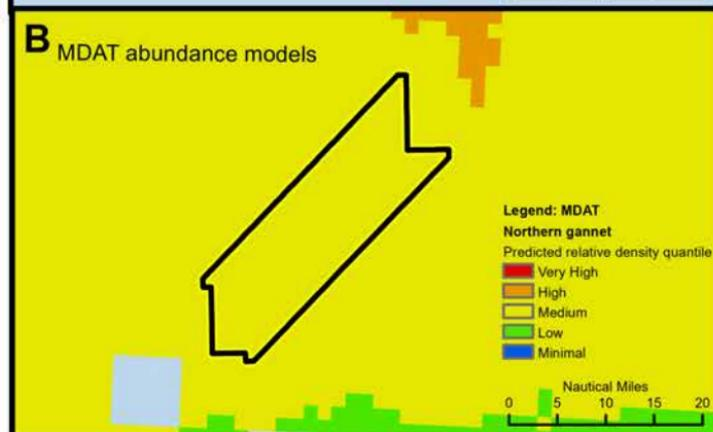 B MDAT abundance models
Legend: MDAT
Northern gannet
Predicted relative density quantile
Very High
High
Medium
Low
Minimal
Nautical Miles
0 5 10 15 20